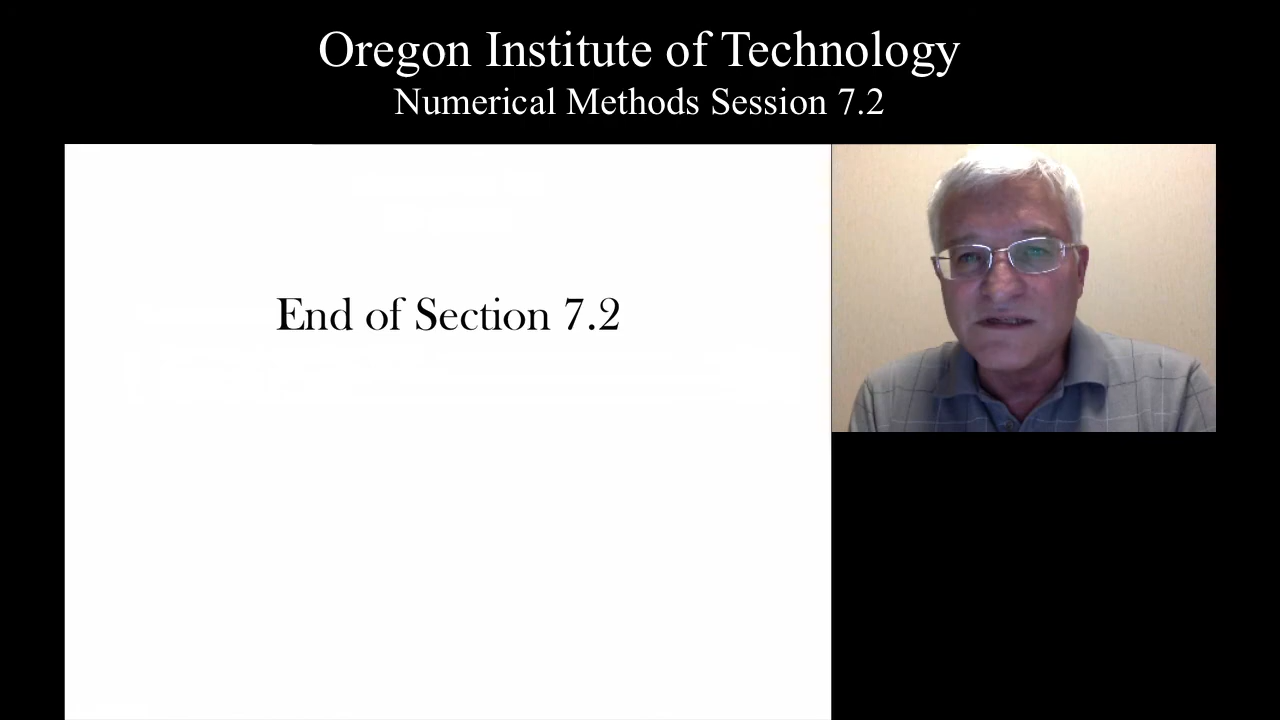 Oregon Institute of Technology
Numerical Methods Session 7.2
End of Section 7.2